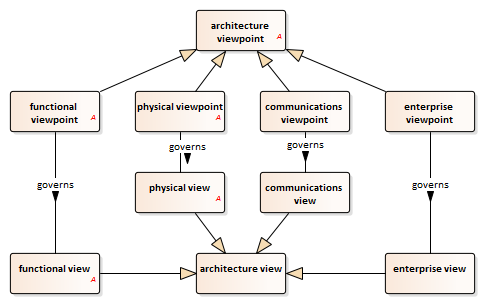 architecture
viewpoint
A
functional
viewpoint
A
physical viewpoint
A
communications
viewpoint
enterprise
viewpoint
governs
governs
physical view
A
communications
view
governs
governs
functional view
A
architecture view
enterprise view